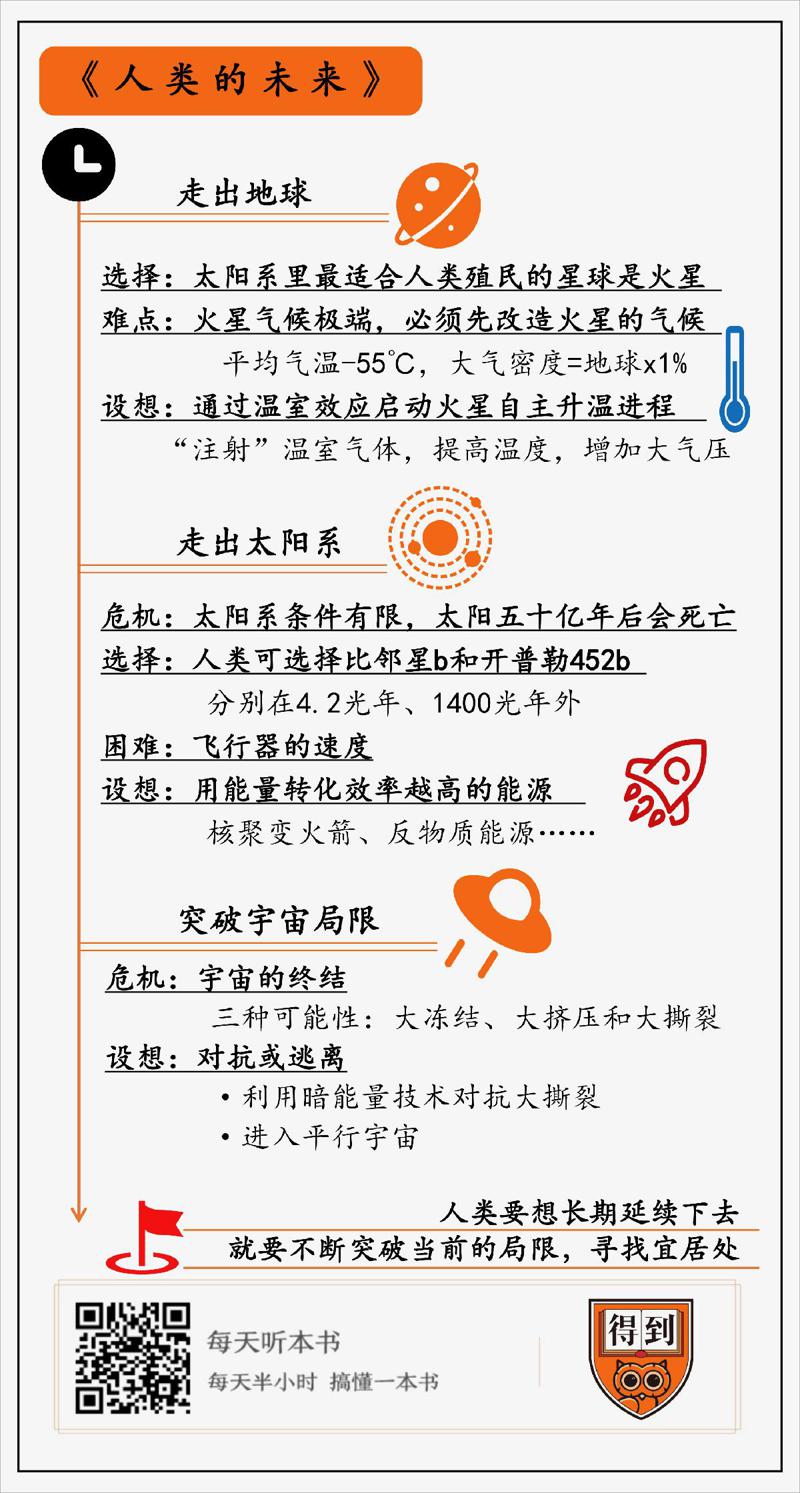 《人类的未来》
走出地球
选择：太阳系里最适合人类殖民的星球是火星
难点：火星气候极端，必须先改造火星的气候
平均气温-55℃，大气密度=地球x1%
设想：通过温室效应启动火星自主升温进程
“注射”温室气体，提高温度，增加大气压
走出太阳系
危机：太阳系条件有限，太阳五十亿年后会死亡
选择：人类可选择比邻星b和开普勒452b
分别在4.2光年、1400光年外
困难：飞行器的速度
设想：用能量转化效率越高的能源
核聚变火箭、反物质能源……
突破宇宙局限
危机：宇宙的终结
三种可能性：大冻结、大挤压和大撕裂
设想：对抗或逃离
• 利用暗能量技术对抗大撕裂
• 进入平行宇宙
人类要想长期延续下去
就要不断突破当前的局限，寻找宜居处
每天听本书
每天半小时 搞懂一本书
得到